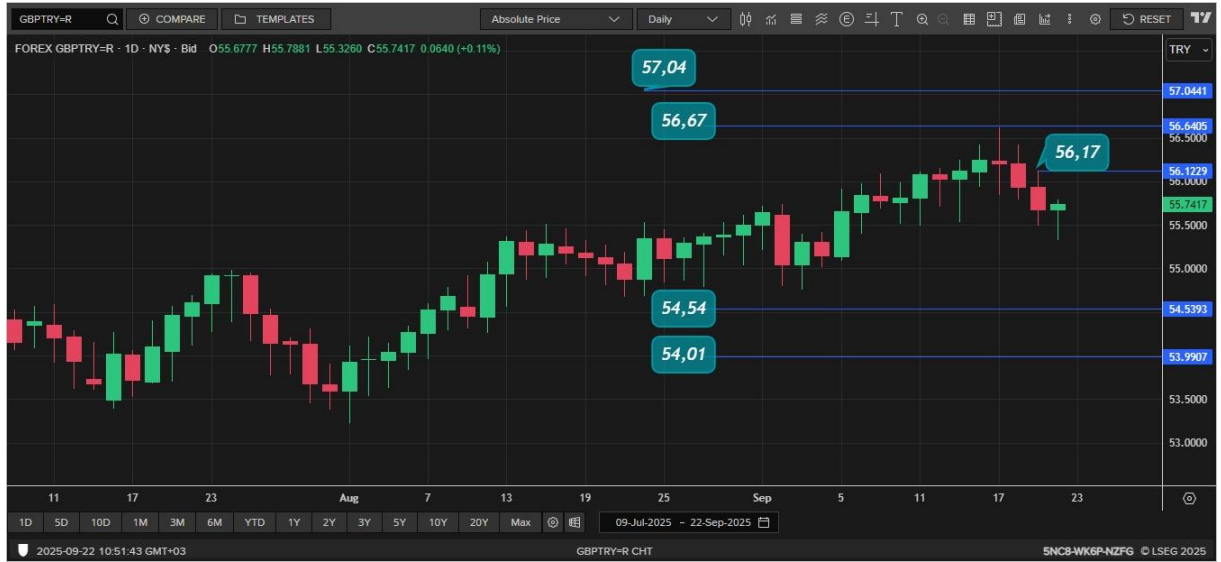 GBPTRY=R COMPARE TEMPLATES Absolute Price Daily E T RESET
FOREX GBPTRY=R · 1D · NY$ · Bid O55.6777 H55.7881 L55.3260 C55.7417 0.0640 (+0.11%)
TRY
57,04
57.0441
56,67
56.6405
56.5000
56,17
56.1229
56.0000
55.7417
55.5000
55.0000
54,54
54.5393
54,01
53.9907
53.5000
53.0000
11 17 23 Aug 7 13 19 25 Sep 5 11 17 23
1D 5D 10D 1M 3M 6M YTD 1Y 2Y 3Y 5Y 10Y 20Y Max 09-Jul-2025 – 22-Sep-2025
2025-09-22 10:51:43 GMT+03 GBPTRY=R CHT 5NC8-WK6P-NZFG © LSEG 2025